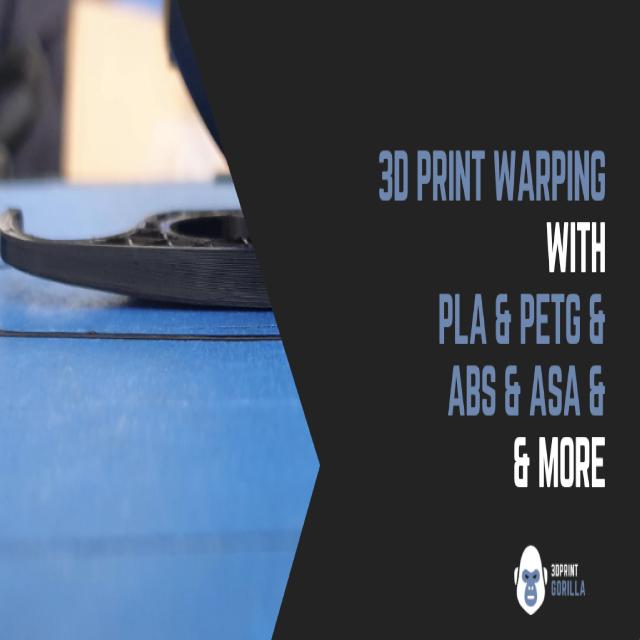 3D PRINT WARPING
WITH
PLA & PETG &
ABS & ASA &
& MORE
3DPRINT
GORILLA